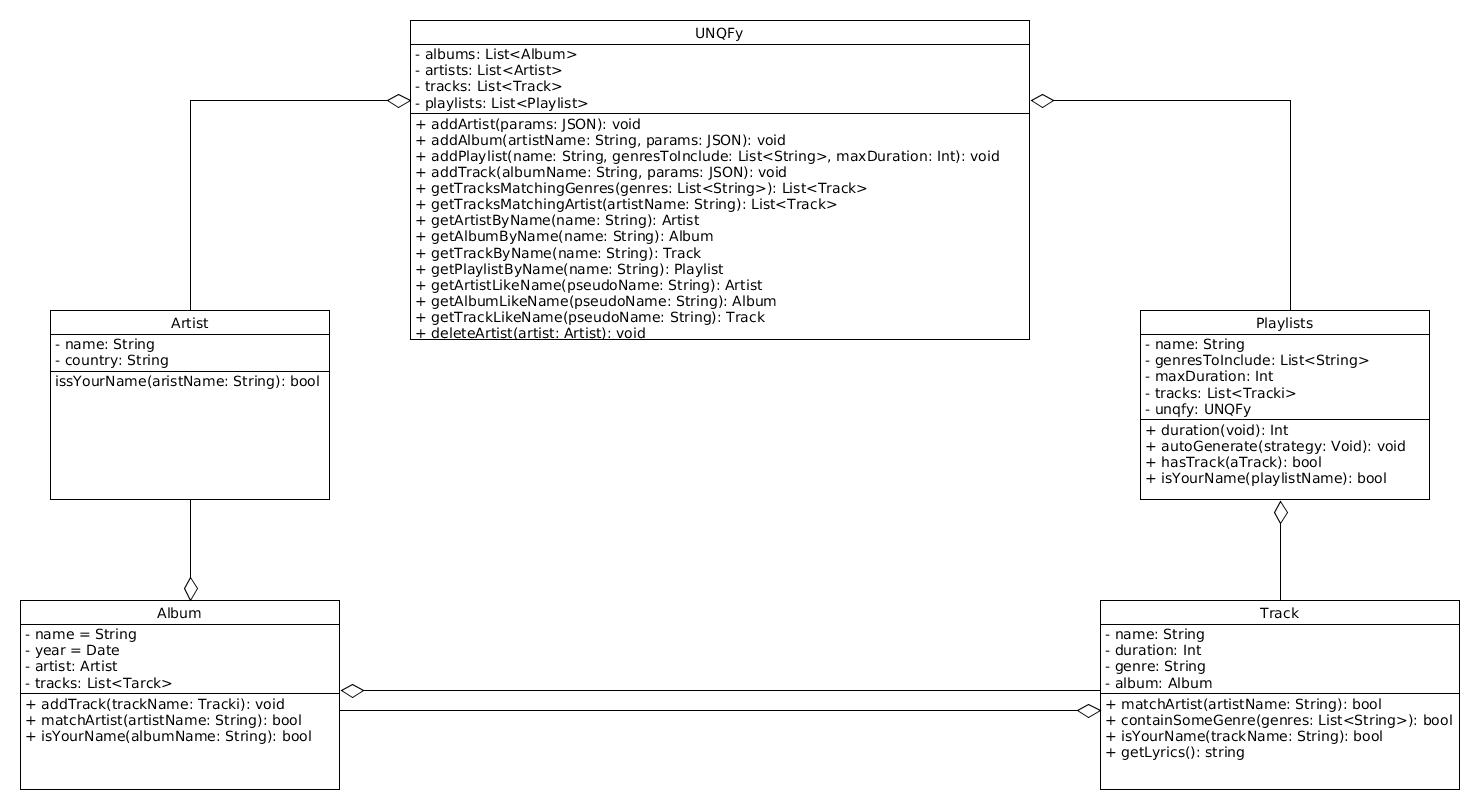 UNQFy
- albums: List<Album>
- artists: List<Artist>
- tracks: List<Track>
- playlists: List<Playlist>
+ addArtist(params: JSON): void
+ addAlbum(artistName: String, params: JSON): void
+ addPlaylist(name: String, genresToInclude: List<String>, maxDuration: Int): void
+ addTrack(albumName: String, params: JSON): void
+ getTracksMatchingGenres(genres: List<String>): List<Track>
+ getTracksMatchingArtist(artistName: String): List<Track>
+ getArtistByName(name: String): Artist
+ getAlbumByName(name: String): Album
+ getTrackByName(name: String): Track
+ getPlaylistByName(name: String): Playlist
+ getArtistLikeName(pseudoName: String): Artist
+ getAlbumLikeName(pseudoName: String): Album
+ getTrackLikeName(pseudoName: String): Track
+ deleteArtist(artist: Artist): void
Artist
- name: String
- country: String
issYourName(aristName: String): bool
Playlists
- name: String
- genresToInclude: List<String>
- maxDuration: Int
- tracks: List<Tracki>
- unqfy: UNQFy
+ duration(void): Int
+ autoGenerate(strategy: Void): void
+ hasTrack(aTrack): bool
+ isYourName(playlistName): bool
Album
- name = String
- year = Date
- artist: Artist
- tracks: List<Tarck>
+ addTrack(trackName: Tracki): void
+ matchArtist(artistName: String): bool
+ isYourName(albumName: String): bool
Track
- name: String
- duration: Int
- genre: String
- album: Album
+ matchArtist(artistName: String): bool
+ containSomeGenre(genres: List<String>): bool
+ isYourName(trackName: String): bool
+ getLyrics(): string